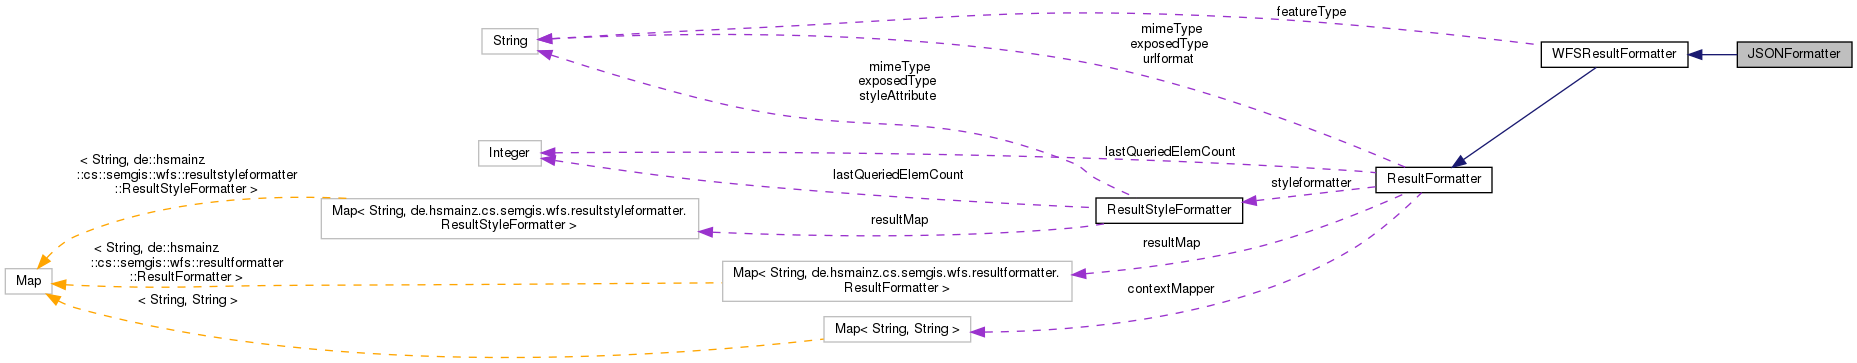 featureType
mimeType
exposedType
urlformat
String
WFSResultFormatter
JSONFormatter
mimeType
exposedType
styleAttribute
Integer
lastQueriedElemCount
< String, de::hsmainz
::cs::semgis::wfs::resultstyleformatter
::ResultStyleFormatter >
lastQueriedElemCount
styleformatter
ResultFormatter
Map< String, de.hsmainz.cs.semgis.wfs.resultstyleformatter.
ResultStyleFormatter >
resultMap
ResultStyleFormatter
< String, de::hsmainz
::cs::semgis::wfs::resultformatter
::ResultFormatter >
resultMap
Map
Map< String, de.hsmainz.cs.semgis.wfs.resultformatter.
ResultFormatter >
contextMapper
< String, String >
Map< String, String >